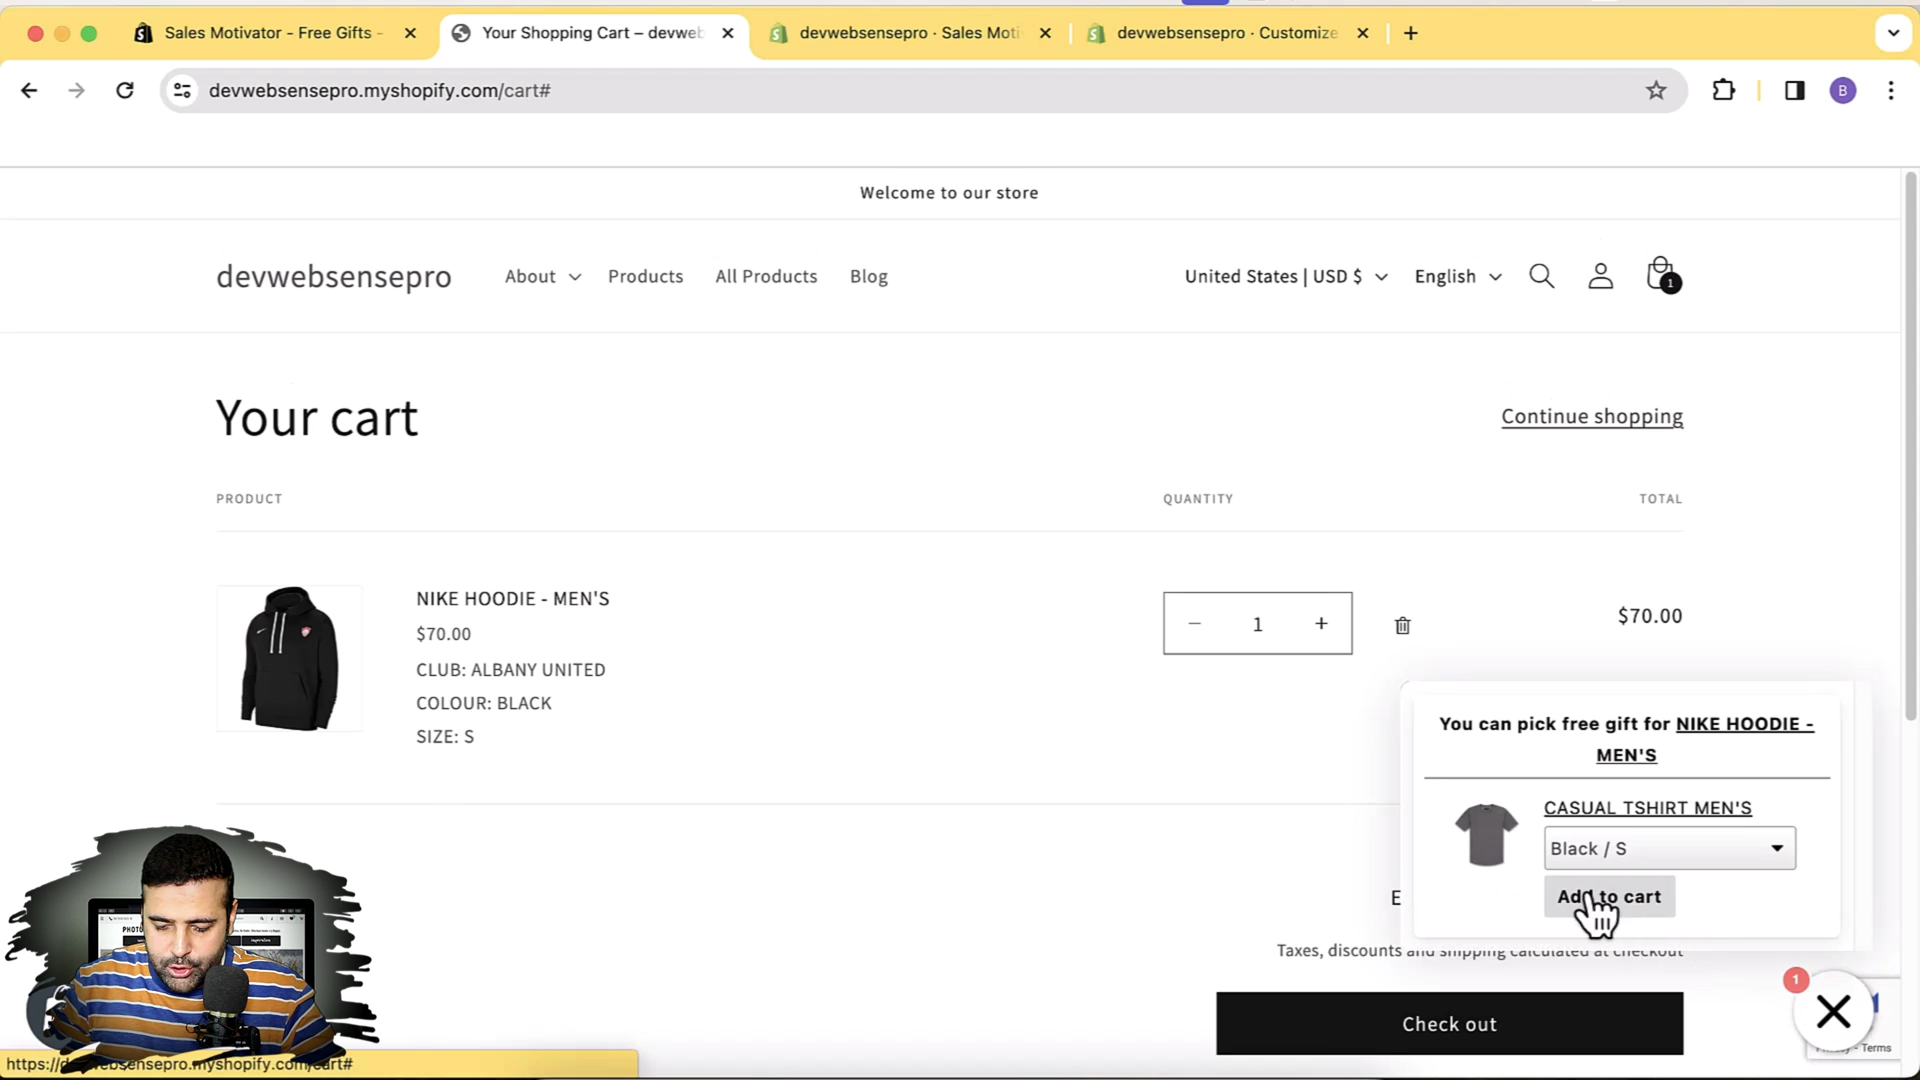 Sales Motivator - Free Gifts -
Your Shopping Cart – devweb
devwebsensepro · Sales Moti
devwebsensepro · Customize
devwebsensepro.myshopify.com/cart#
B
Welcome to our store
devwebsensepro
About
Products
All Products
Blog
United States | USD $
English
1
Your cart
Continue shopping
PRODUCT
QUANTITY
TOTAL
NIKE HOODIE - MEN'S
$70.00
CLUB: ALBANY UNITED
COLOUR: BLACK
SIZE: S
− 1 +
$70.00
You can pick free gift for NIKE HOODIE -
MEN'S
CASUAL TSHIRT MEN'S
Black / S
Add to cart
E
Taxes, discounts and shipping calculated at checkout
Check out
1
- Terms
PHOTO
https://devwebsensepro.myshopify.com/cart#